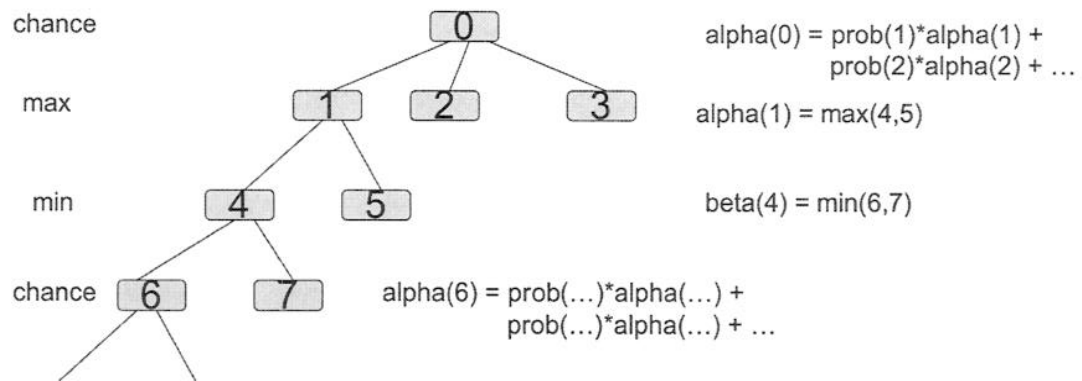 chance
0
alpha(0) = prob(1)*alpha(1) +
prob(2)*alpha(2) + ...
max
1
2
3
alpha(1) = max(4,5)
min
4
5
beta(4) = min(6,7)
chance
6
7
alpha(6) = prob(...)*alpha(...) +
prob(...)*alpha(...) + ...